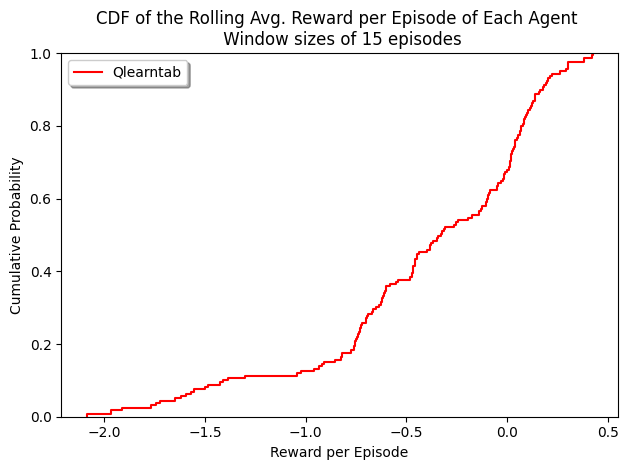 CDF of the Rolling Avg. Reward per Episode of Each Agent
Window sizes of 15 episodes
Qlearntab
Cumulative Probability
1.0
0.8
0.6
0.4
0.2
0.0
−2.0 −1.5 −1.0 −0.5 0.0 0.5
Reward per Episode